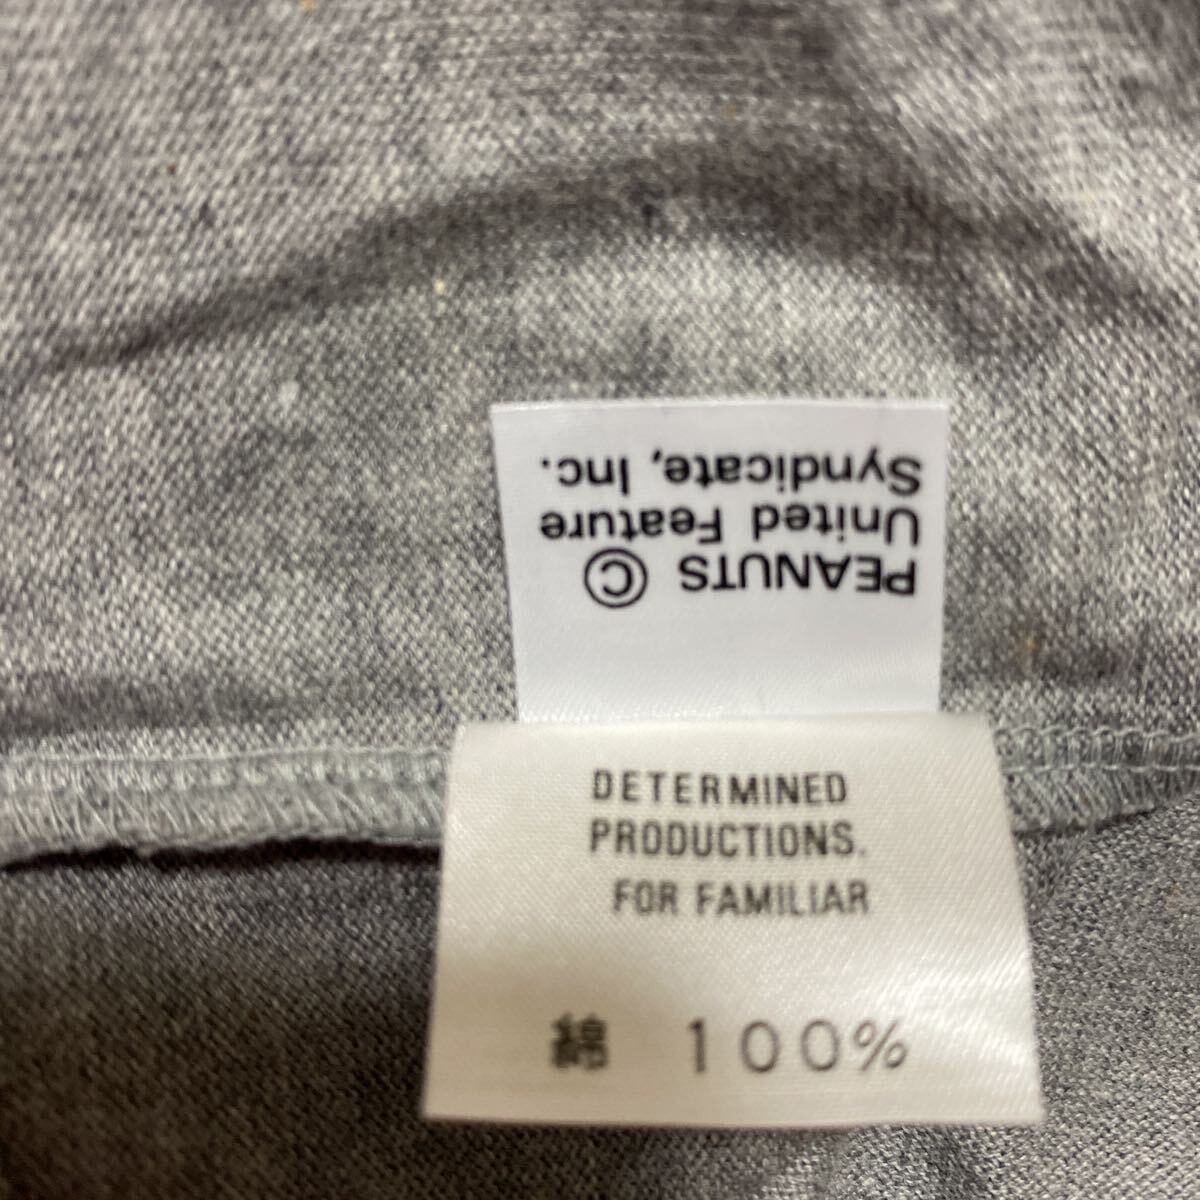 PEANUTS ©
United Feature
Syndicate, Inc.
DETERMINED
PRODUCTIONS.
FOR FAMILIAR
綿 100%